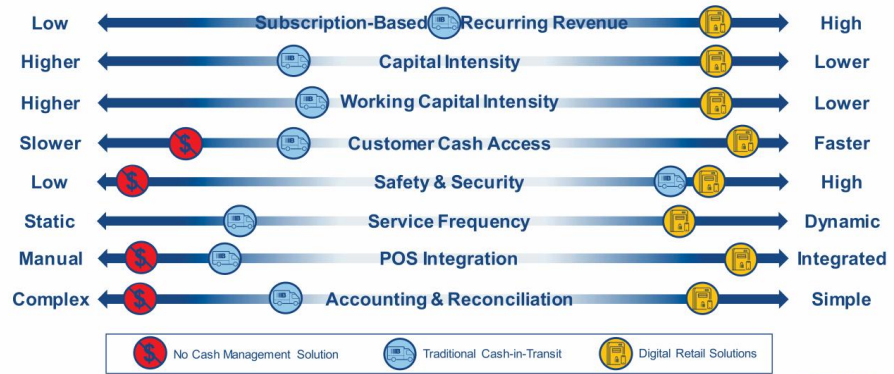 Low Subscription-Based Recurring Revenue High
Higher Capital Intensity Lower
Higher Working Capital Intensity Lower
Slower Customer Cash Access Faster
Low Safety & Security High
Static Service Frequency Dynamic
Manual POS Integration Integrated
Complex Accounting & Reconciliation Simple
No Cash Management Solution Traditional Cash-in-Transit Digital Retail Solutions